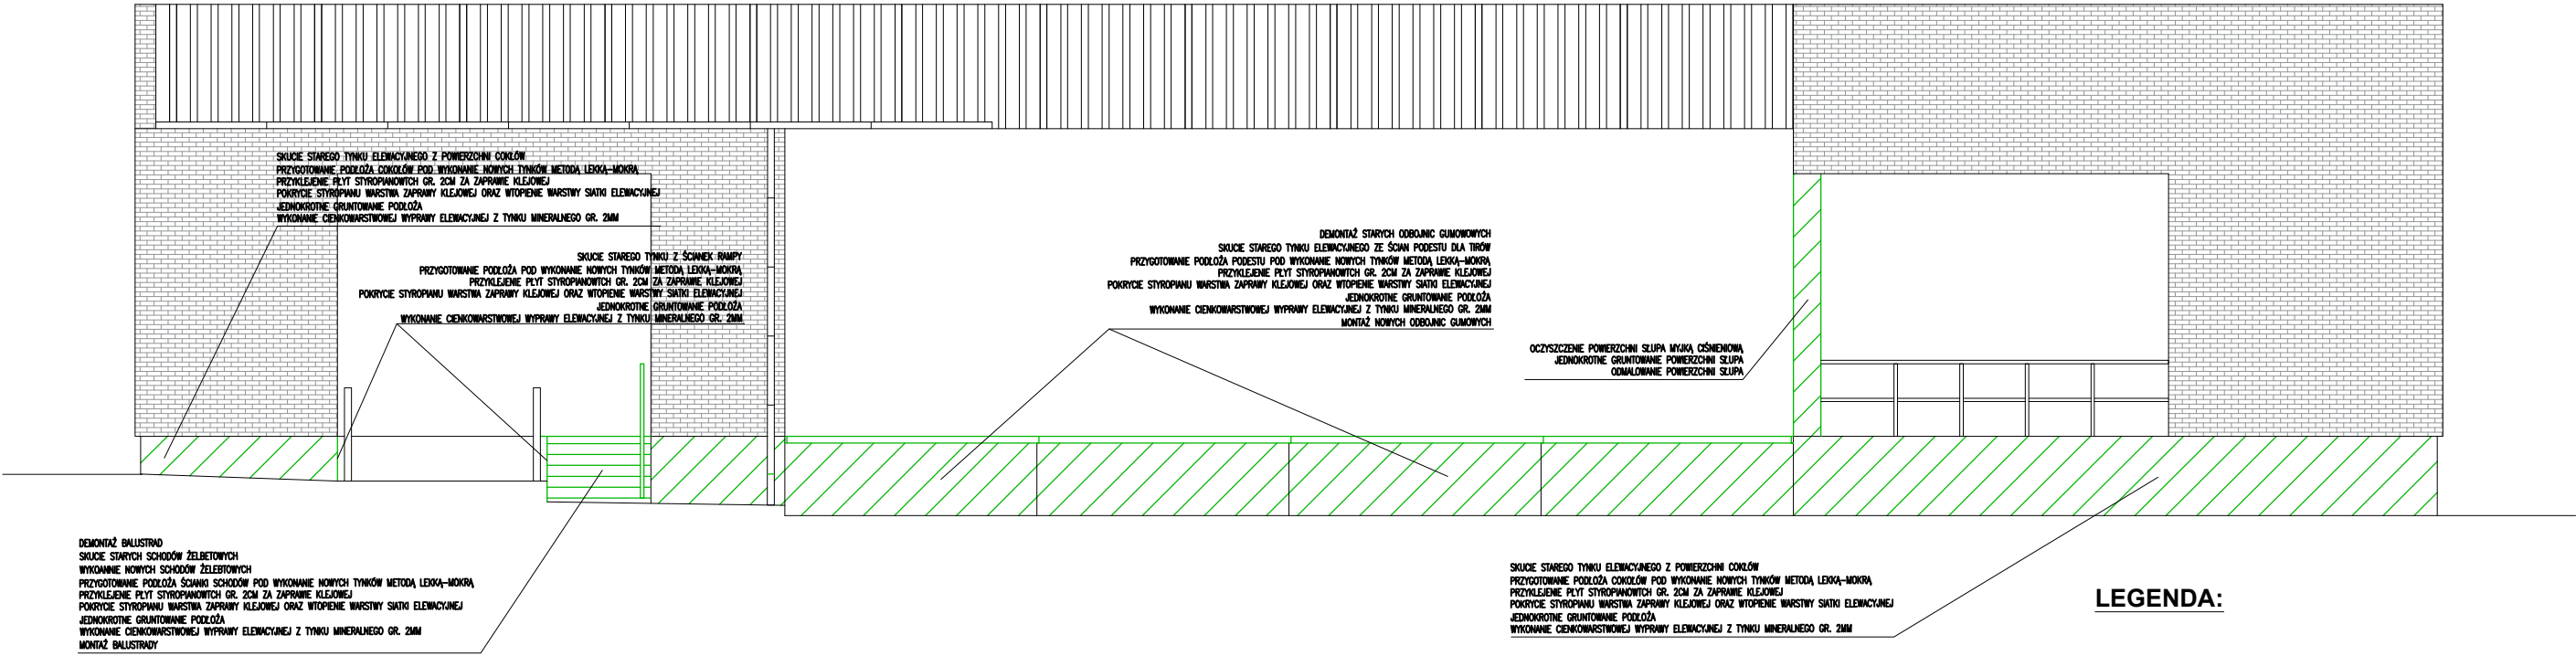 SKUCIE STAREGO TYNKU ELEWACYJNEGO Z POWIERZCHNI COKŁÓW
PRZYGOTOWANIE PODŁOŻA COKOŁÓW POD WYKONANIE NOWYCH TYNKÓW METODĄ LEKKĄ-MOKRĄ
PRZYKLEJENIE PŁYT STYROPIANOWTCH GR. 2CM ZA ZAPRAWIE KLEJOWEJ
POKRYCIE STYROPIANU WARSTWA ZAPRAWY KLEJOWEJ ORAZ WTOPIENIE WARSTWY SIATKI ELEWACYJNEJ
JEDNOKROTNE GRUNTOWANIE PODŁOŻA
WYKONANIE CIENKOWARSTWOWEJ WYPRAWY ELEWACYJNEJ Z TYNKU MINERALNEGO GR. 2MM
SKUCIE STAREGO TYNKU Z ŚCIANEK RAMPY
PRZYGOTOWANIE PODŁOŻA POD WYKONANIE NOWYCH TYNKÓW METODĄ LEKKĄ-MOKRĄ
PRZYKLEJENIE PŁYT STYROPIANOWTCH GR. 2CM ZA ZAPRAWIE KLEJOWEJ
POKRYCIE STYROPIANU WARSTWA ZAPRAWY KLEJOWEJ ORAZ WTOPIENIE WARSTWY SIATKI ELEWACYJNEJ
JEDNOKROTNE GRUNTOWANIE PODŁOŻA
WYKONANIE CIENKOWARSTWOWEJ WYPRAWY ELEWACYJNEJ Z TYNKU MINERALNEGO GR. 2MM
DEMONTAŻ STARYCH ODBOJNIC GUMOWOWYCH
SKUCIE STAREGO TYNKU ELEWACYJNEGO ZE ŚCIAN PODESTU DLA TIRÓW
PRZYGOTOWANIE PODŁOŻA PODESTU POD WYKONANIE NOWYCH TYNKÓW METODĄ LEKKĄ-MOKRĄ
PRZYKLEJENIE PŁYT STYROPIANOWTCH GR. 2CM ZA ZAPRAWIE KLEJOWEJ
POKRYCIE STYROPIANU WARSTWA ZAPRAWY KLEJOWEJ ORAZ WTOPIENIE WARSTWY SIATKI ELEWACYJNEJ
JEDNOKROTNE GRUNTOWANIE PODŁOŻA
WYKONANIE CIENKOWARSTWOWEJ WYPRAWY ELEWACYJNEJ Z TYNKU MINERALNEGO GR. 2MM
MONTAŻ NOWYCH ODBOJNIC GUMOWYCH
OCZYSZCZENIE POWIERZCHNI SŁUPA MYJKĄ CIŚNIENIOWĄ
JEDNOKROTNE GRUNTOWANIE POWIERZCHNI SŁUPA
ODMALOWANIE POWIERZCHNI SŁUPA
DEMONTAŻ BALUSTRAD
SKUCIE STARYCH SCHODÓW ŻELBETOWYCH
WYKOANNIE NOWYCH SCHODÓW ŻELEBTOWYCH
PRZYGOTOWANIE PODŁOŻA ŚCIANKI SCHODÓW POD WYKONANIE NOWYCH TYNKÓW METODĄ LEKKĄ-MOKRĄ
PRZYKLEJENIE PŁYT STYROPIANOWTCH GR. 2CM ZA ZAPRAWIE KLEJOWEJ
POKRYCIE STYROPIANU WARSTWA ZAPRAWY KLEJOWEJ ORAZ WTOPIENIE WARSTWY SIATKI ELEWACYJNEJ
JEDNOKROTNE GRUNTOWANIE PODŁOŻA
WYKONANIE CIENKOWARSTWOWEJ WYPRAWY ELEWACYJNEJ Z TYNKU MINERALNEGO GR. 2MM
MONTAŻ BALUSTRADY
SKUCIE STAREGO TYNKU ELEWACYJNEGO Z POWIERZCHNI COKŁÓW
PRZYGOTOWANIE PODŁOŻA COKOŁÓW POD WYKONANIE NOWYCH TYNKÓW METODĄ LEKKĄ-MOKRĄ
PRZYKLEJENIE PŁYT STYROPIANOWTCH GR. 2CM ZA ZAPRAWIE KLEJOWEJ
POKRYCIE STYROPIANU WARSTWA ZAPRAWY KLEJOWEJ ORAZ WTOPIENIE WARSTWY SIATKI ELEWACYJNEJ
JEDNOKROTNE GRUNTOWANIE PODŁOŻA
WYKONANIE CIENKOWARSTWOWEJ WYPRAWY ELEWACYJNEJ Z TYNKU MINERALNEGO GR. 2MM
LEGENDA: